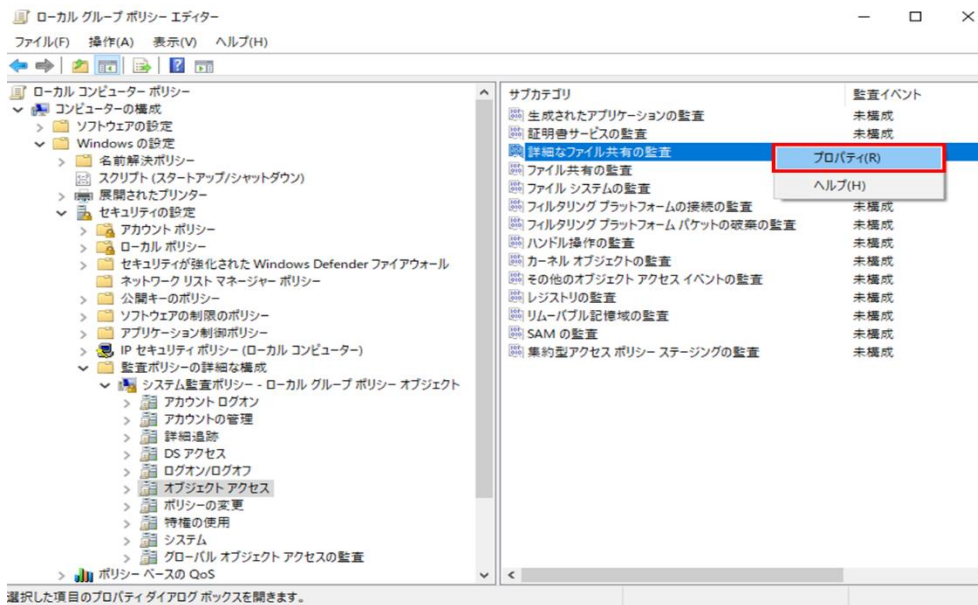 ローカル グループ ポリシー エディター
ファイル(F) 操作(A) 表示(V) ヘルプ(H)
ローカル コンピューター ポリシー
コンピューターの構成
ソフトウェアの設定
Windows の設定
名前解決ポリシー
スクリプト (スタートアップ/シャットダウン)
展開されたプリンター
セキュリティの設定
アカウント ポリシー
ローカル ポリシー
セキュリティが強化された Windows Defender ファイアウォール
ネットワーク リスト マネージャー ポリシー
公開キーのポリシー
ソフトウェアの制限のポリシー
アプリケーション制御ポリシー
IP セキュリティ ポリシー (ローカル コンピューター)
監査ポリシーの詳細な構成
システム監査ポリシー - ローカル グループ ポリシー オブジェクト
アカウント ログオン
アカウントの管理
詳細追跡
DS アクセス
ログオン/ログオフ
オブジェクト アクセス
ポリシーの変更
特権の使用
システム
グローバル オブジェクト アクセスの監査
ポリシー ベースの QoS
サブカテゴリ 監査イベント
生成されたアプリケーションの監査 未構成
証明書サービスの監査 未構成
詳細なファイル共有の監査
ファイル共有の監査
ファイル システムの監査
フィルタリング プラットフォームの接続の監査 未構成
フィルタリング プラットフォーム パケットの破棄の監査 未構成
ハンドル操作の監査 未構成
カーネル オブジェクトの監査 未構成
その他のオブジェクト アクセス イベントの監査 未構成
レジストリの監査 未構成
リムーバブル記憶域の監査 未構成
SAM の監査 未構成
集約型アクセス ポリシー ステージングの監査 未構成
プロパティ(R)
ヘルプ(H)
選択した項目のプロパティ ダイアログ ボックスを開きます。